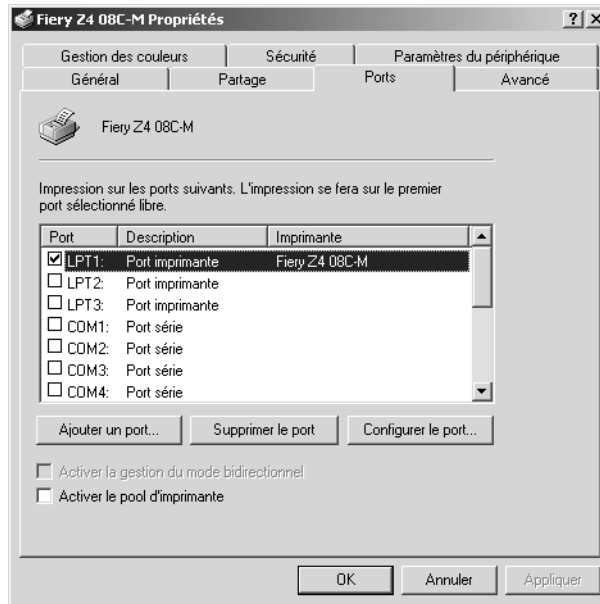 Fiery Z4 08C-M Propriétés
Gestion des couleurs Sécurité Paramètres du périphérique
Général Partage Ports Avancé
Fiery Z4 08C-M
Impression sur les ports suivants. L'impression se fera sur le premier
port sélectionné libre.
Port Description Imprimante
LPT1: Port imprimante Fiery Z4 08C-M
LPT2: Port imprimante
LPT3: Port imprimante
COM1: Port série
COM2: Port série
COM3: Port série
COM4: Port série
Ajouter un port... Supprimer le port Configurer le port...
Activer la gestion du mode bidirectionnel
Activer le pool d'imprimante
OK Annuler Appliquer